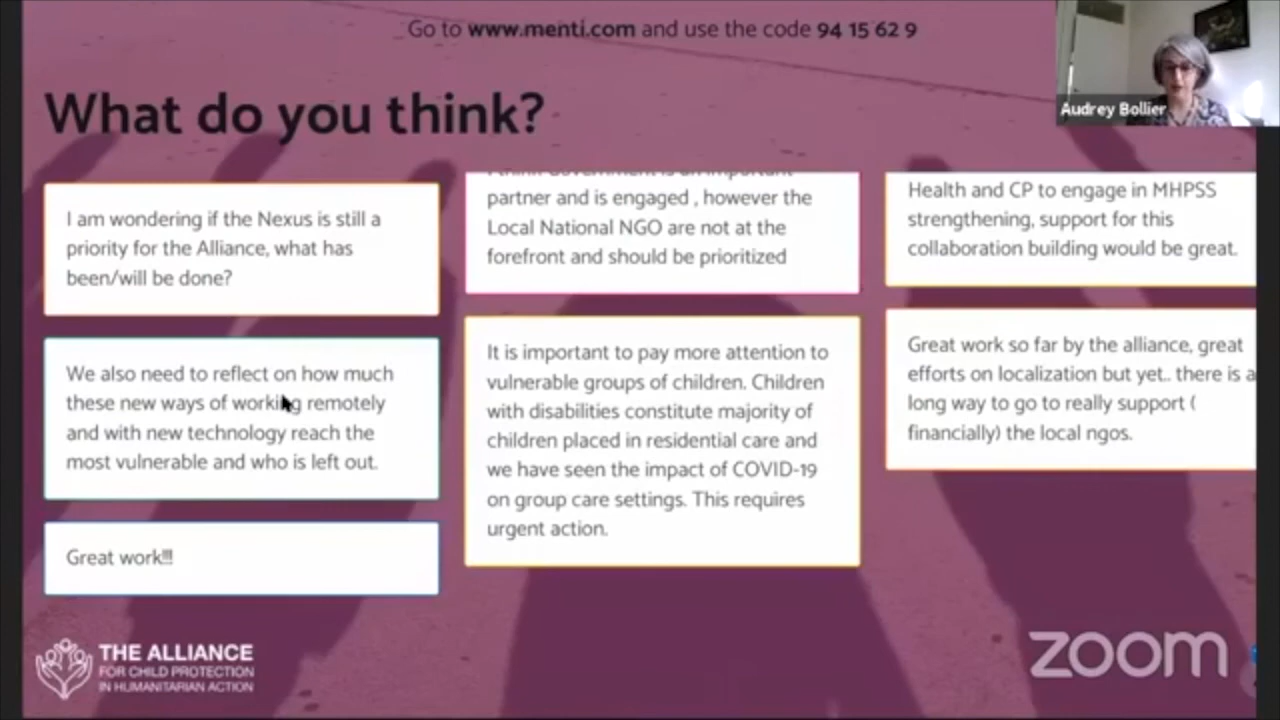 Go to www.menti.com and use the code 94 15 62 9
Audrey Bollier
What do you think?
I am wondering if the Nexus is still a
priority for the Alliance, what has
been/will be done?
We also need to reflect on how much
these new ways of working remotely
and with new technology reach the
most vulnerable and who is left out.
Great work!!!
I think Government is an important
partner and is engaged , however the
Local National NGO are not at the
forefront and should be prioritized
It is important to pay more attention to
vulnerable groups of children. Children
with disabilities constitute majority of
children placed in residential care and
we have seen the impact of COVID-19
on group care settings. This requires
urgent action.
Health and CP to engage in MHPSS
strengthening, support for this
collaboration building would be great.
Great work so far by the alliance, great
efforts on localization but yet.. there is a
long way to go to really support (
financially) the local ngos.
THE ALLIANCE
FOR CHILD PROTECTION
IN HUMANITARIAN ACTION
zoom